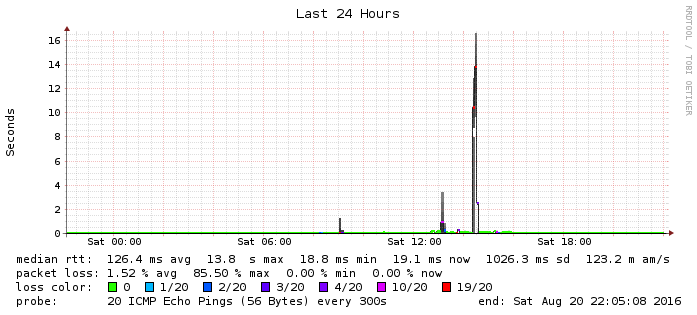 Last 24 Hours
RRDTOOL / TOBI OETIKER
Seconds
16
14
12
10
8
6
4
2
0
Sat 00:00 Sat 06:00 Sat 12:00 Sat 18:00
median rtt: 126.4 ms avg 13.8 s max 18.8 ms min 19.1 ms now 1026.3 ms sd 123.2 m am/s
packet loss: 1.52 % avg 85.50 % max 0.00 % min 0.00 % now
loss color: 0 1/20 2/20 3/20 4/20 10/20 19/20
probe: 20 ICMP Echo Pings (56 Bytes) every 300s end: Sat Aug 20 22:05:08 2016